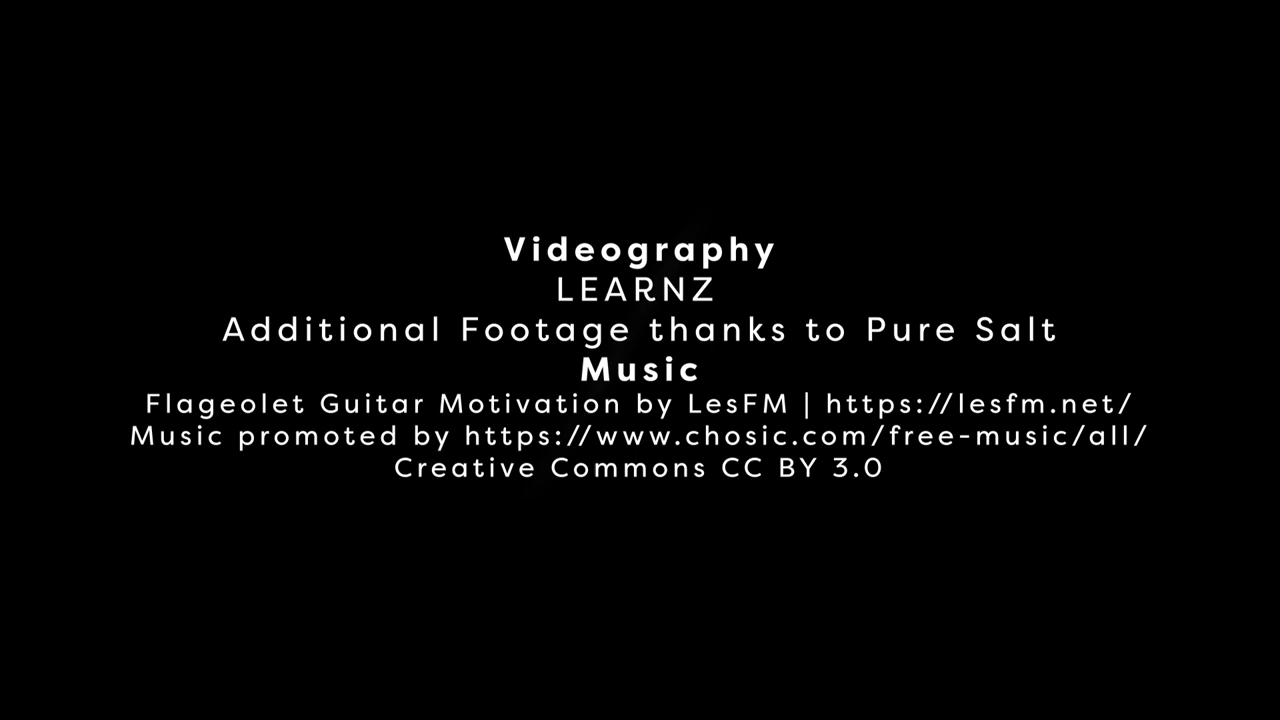 Videography
LEARNZ
Additional Footage thanks to Pure Salt
Music
Flageolet Guitar Motivation by LesFM | https://lesfm.net/
Music promoted by https://www.chosic.com/free-music/all/
Creative Commons CC BY 3.0